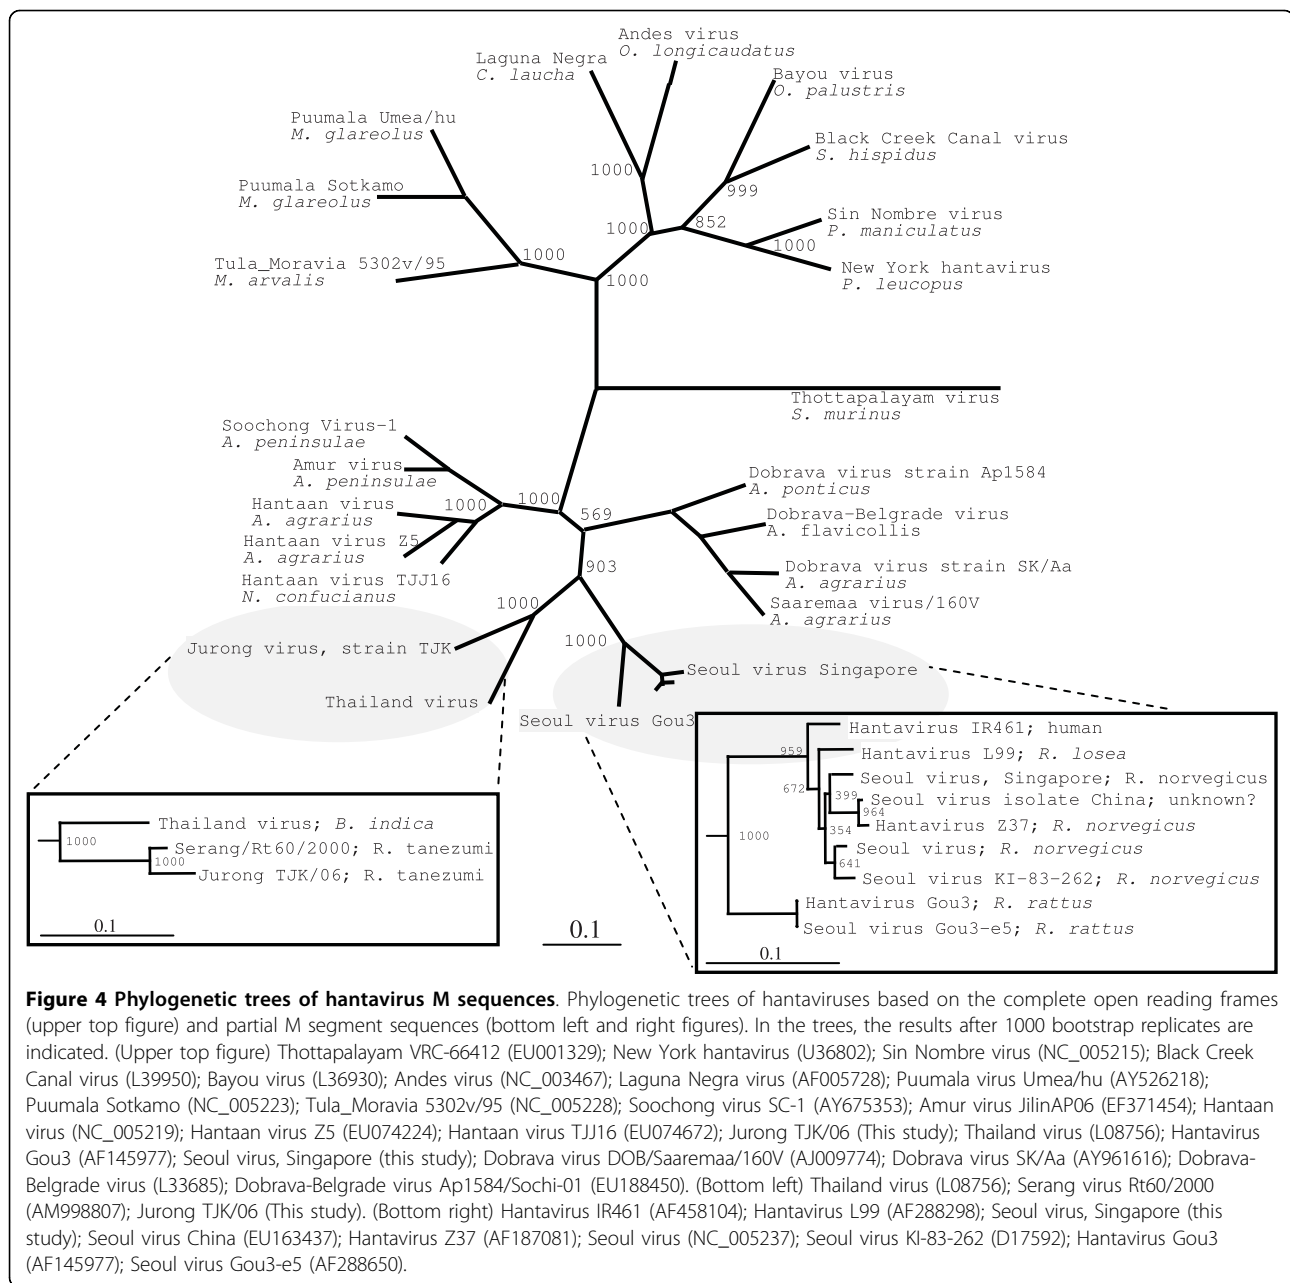 Andes virus
O. longicaudatus
Laguna Negra
C. laucha
Bayou virus
O. palustris
Puumala Umea/hu
M. glareolus
Black Creek Canal virus
S. hispidus
1000
999
Puumala Sotkamo
M. glareolus
Sin Nombre virus
P. maniculatus
852
1000
1000
New York hantavirus
P. leucopus
Tula_Moravia 5302v/95
M. arvalis
1000
1000
Thottapalayam virus
S. murinus
Soochong Virus-1
A. peninsulae
Amur virus
A. peninsulae
Hantaan virus
A. agrarius
Hantaan virus Z5
A. agrarius
Hantaan virus TJJ16
N. confucianus
1000
1000
569
Dobrava virus strain Ap1584
A. ponticus
Dobrava-Belgrade virus
A. flavicollis
Dobrava virus strain SK/Aa
A. agrarius
Saaremaa virus/160V
A. agrarius
903
1000
1000
Jurong virus, strain TJK
Thailand virus
Seoul virus Singapore
Seoul virus Gou3
Thailand virus; B. indica
1000
Serang/Rt60/2000; R. tanezumi
1000
Jurong TJK/06; R. tanezumi
0.1
0.1
Hantavirus IR461; human
959
Hantavirus L99; R. losea
Seoul virus, Singapore; R. norvegicus
672
399
Seoul virus isolate China; unknown?
964
Hantavirus Z37; R. norvegicus
1000
354
Seoul virus; R. norvegicus
641
Seoul virus KI-83-262; R. norvegicus
Hantavirus Gou3; R. rattus
Seoul virus Gou3-e5; R. rattus
0.1
Figure 4 Phylogenetic trees of hantavirus M sequences. Phylogenetic trees of hantaviruses based on the complete open reading frames
(upper top figure) and partial M segment sequences (bottom left and right figures). In the trees, the results after 1000 bootstrap replicates are
indicated. (Upper top figure) Thottapalayam VRC-66412 (EU001329); New York hantavirus (U36802); Sin Nombre virus (NC_005215); Black Creek
Canal virus (L39950); Bayou virus (L36930); Andes virus (NC_003467); Laguna Negra virus (AF005728); Puumala virus Umea/hu (AY526218);
Puumala Sotkamo (NC_005223); Tula_Moravia 5302v/95 (NC_005228); Soochong virus SC-1 (AY675353); Amur virus JilinAP06 (EF371454); Hantaan
virus (NC_005219); Hantaan virus Z5 (EU074224); Hantaan virus TJJ16 (EU074672); Jurong TJK/06 (This study); Thailand virus (L08756); Hantavirus
Gou3 (AF145977); Seoul virus, Singapore (this study); Dobrava virus DOB/Saaremaa/160V (AJ009774); Dobrava virus SK/Aa (AY961616); Dobrava-
Belgrade virus (L33685); Dobrava-Belgrade virus Ap1584/Sochi-01 (EU188450). (Bottom left) Thailand virus (L08756); Serang virus Rt60/2000
(AM998807); Jurong TJK/06 (This study). (Bottom right) Hantavirus IR461 (AF458104); Hantavirus L99 (AF288298); Seoul virus, Singapore (this
study); Seoul virus China (EU163437); Hantavirus Z37 (AF187081); Seoul virus (NC_005237); Seoul virus KI-83-262 (D17592); Hantavirus Gou3
(AF145977); Seoul virus Gou3-e5 (AF288650).